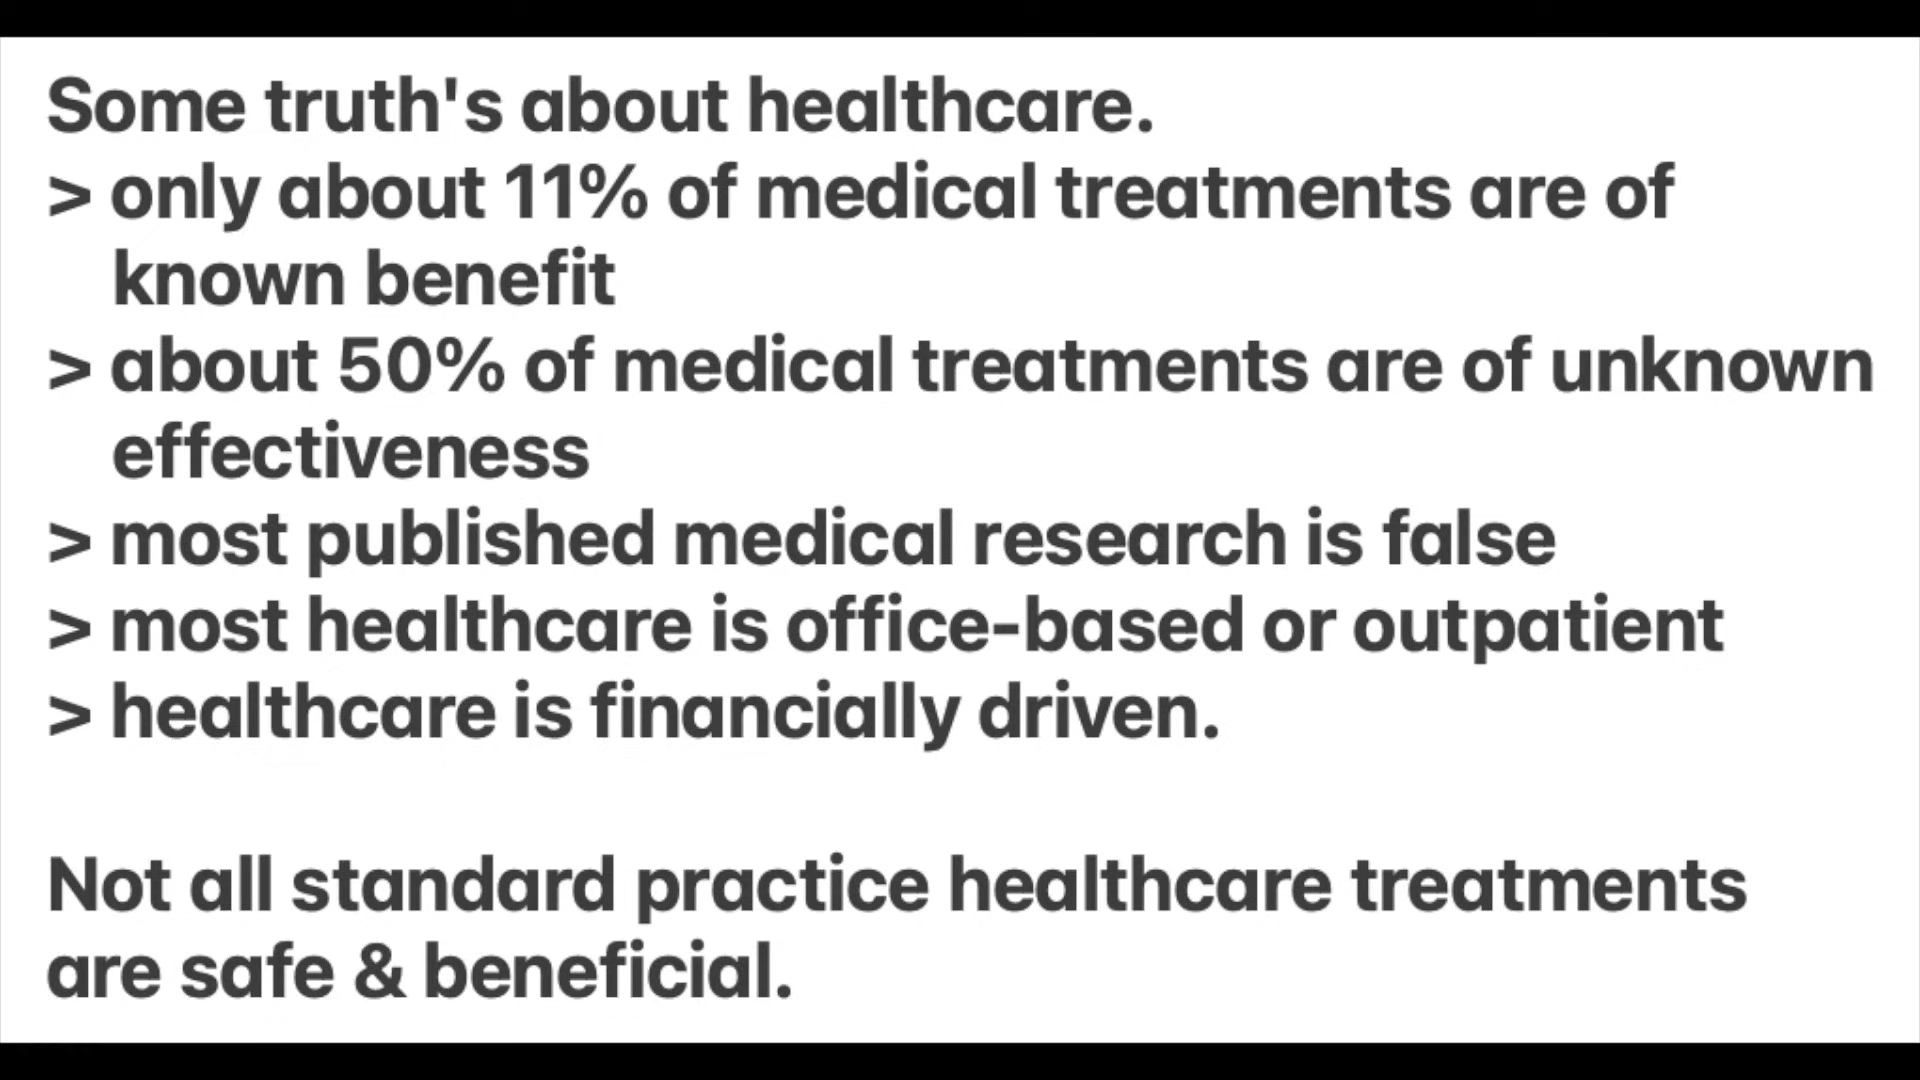 Some truth's about healthcare.
> only about 11% of medical treatments are of
known benefit
> about 50% of medical treatments are of unknown
effectiveness
> most published medical research is false
> most healthcare is office-based or outpatient
> healthcare is financially driven.
Not all standard practice healthcare treatments
are safe & beneficial.